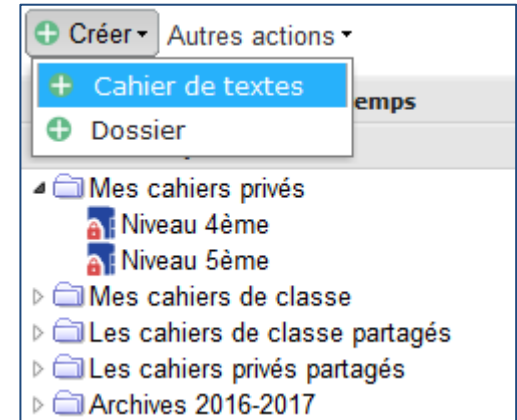 Créer Autres actions
Cahier de textes
emps
Dossier
Mes cahiers privés
Niveau 4ème
Niveau 5ème
Mes cahiers de classe
Les cahiers de classe partagés
Les cahiers privés partagés
Archives 2016-2017